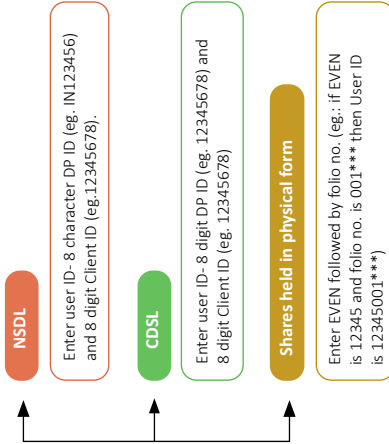 NSDL
Enter user ID- 8 character DP ID (eg. IN123456)
and 8 digit Client ID (eg.12345678).
CDSL
Enter user ID- 8 digit DP ID (eg. 12345678) and
8 digit Client ID (eg. 12345678)
Shares held in physical form
Enter EVEN followed by folio no. (eg.: if EVEN
is 12345 and folio no. is 001*** then User ID
is 12345001***)